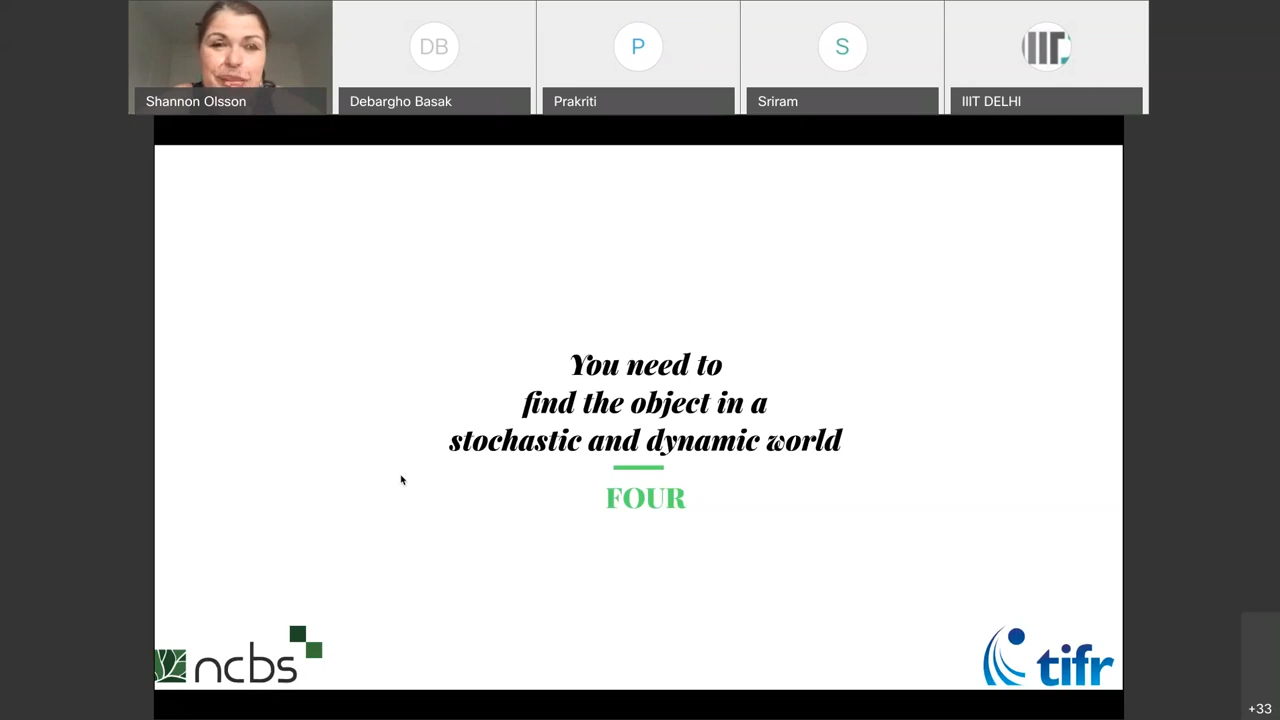 DB
P
S
Shannon Olsson
Debargho Basak
Prakriti
Sriram
IIIT DELHI
You need to
find the object in a
stochastic and dynamic world
FOUR
ncbs
tifr
+33